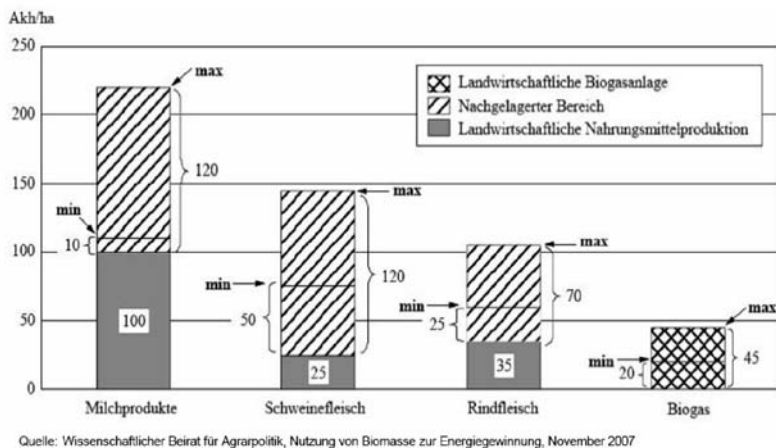 Akh/ha
250
200
150
100
50
0
max
min
10
120
100
Milchprodukte
max
min
50
120
25
Schweinefleisch
max
min
25
70
35
Rindfleisch
max
min
20
45
Biogas
Landwirtschaftliche Biogasanlage
Nachgelagerter Bereich
Landwirtschaftliche Nahrungsmittelproduktion
Quelle: Wissenschaftlicher Beirat für Agrarpolitik, Nutzung von Biomasse zur Energiegewinnung, November 2007